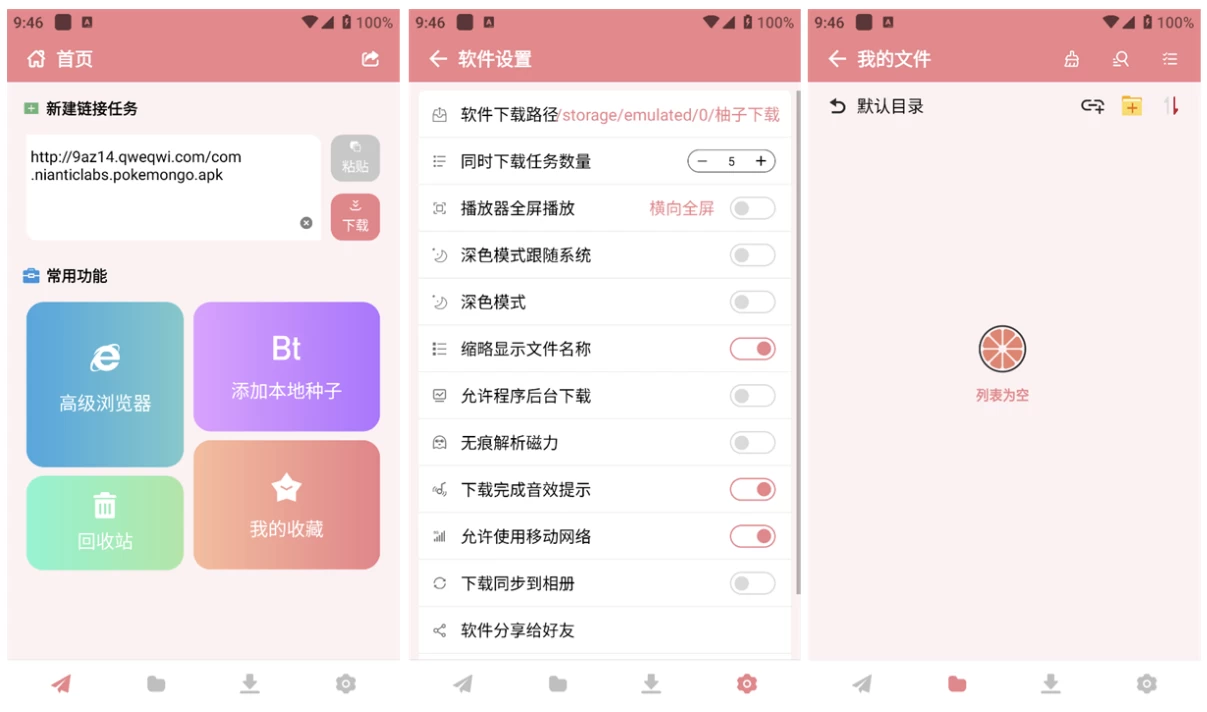 9:46
100%
首页
新建链接任务
http://9az14.qweqwi.com/com
.nianticlabs.pokemongo.apk
粘贴
下载
常用功能
高级浏览器
Bt
添加本地种子
回收站
我的收藏
9:46
100%
软件设置
软件下载路径/storage/emulated/0/柚子下载
同时下载任务数量 5
播放器全屏播放 横向全屏
深色模式跟随系统
深色模式
缩略显示文件名称
允许程序后台下载
无痕解析磁力
下载完成音效提示
允许使用移动网络
下载同步到相册
软件分享给好友
9:46
100%
我的文件
默认目录
列表为空